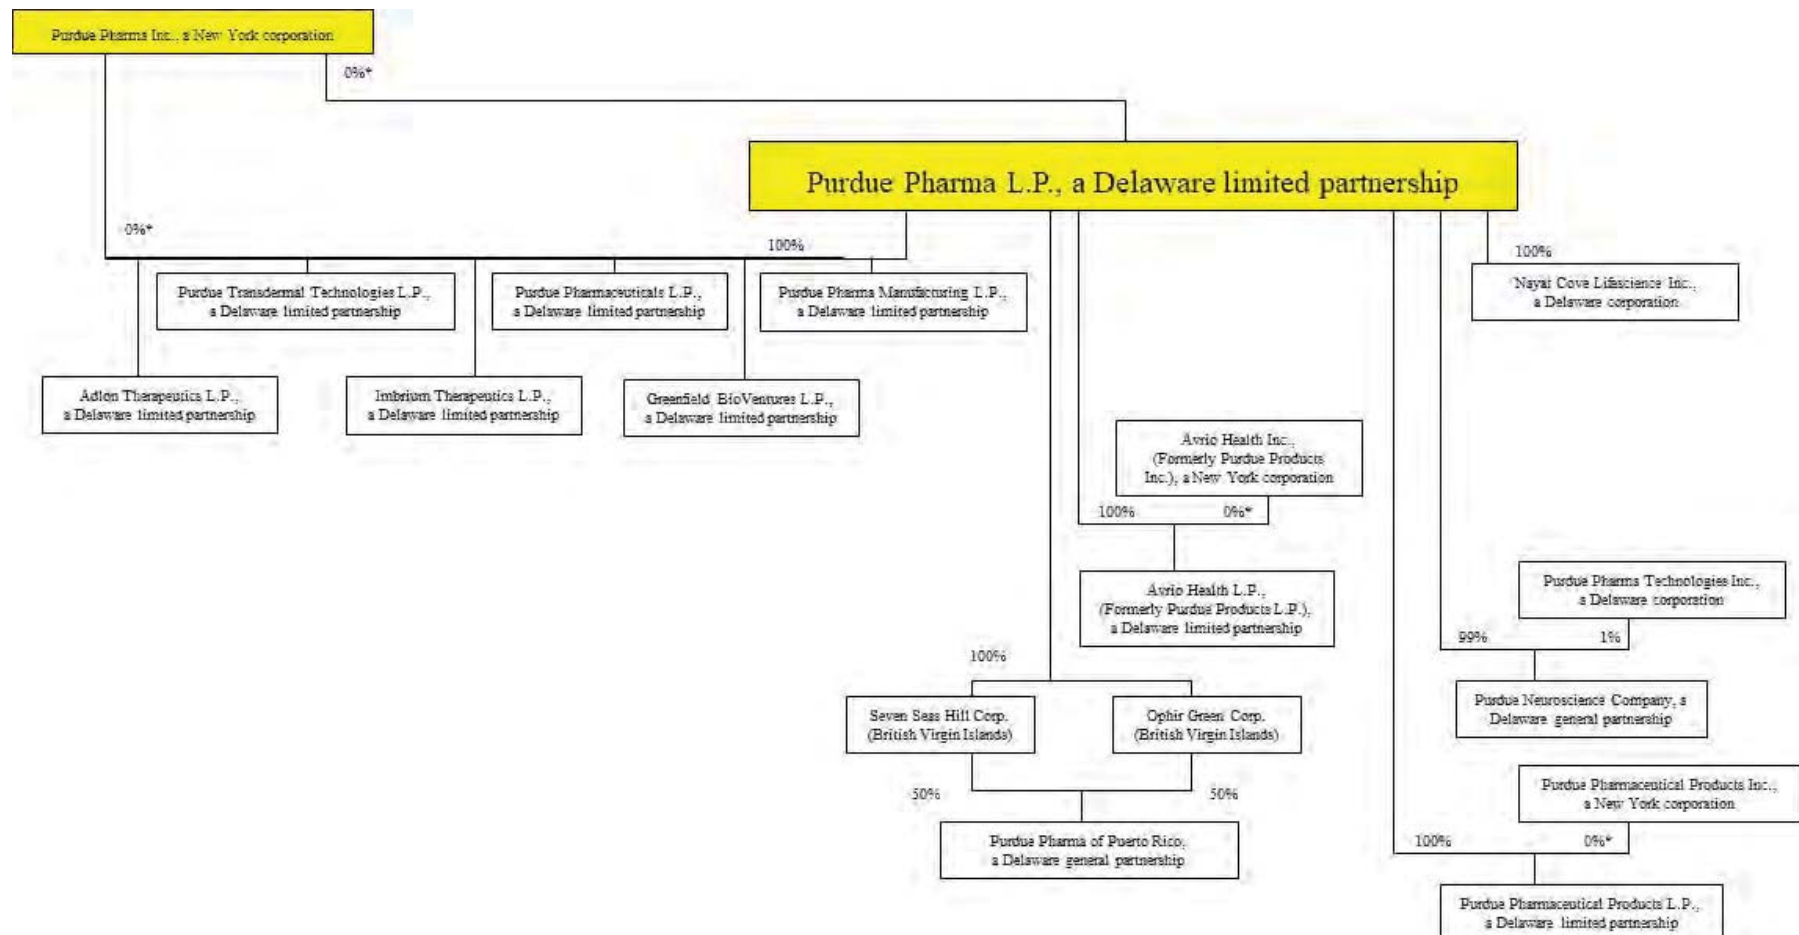 Purdue Pharma Inc., a New York corporation
0%*
Purdue Pharma L.P., a Delaware limited partnership
0%*
100%
100%
Purdue Transdermal Technologies L.P.,
a Delaware limited partnership
Purdue Pharmaceuticals L.P.,
a Delaware limited partnership
Purdue Pharma Manufacturing L.P.,
a Delaware limited partnership
Nayat Cove Lifescience Inc.,
a Delaware corporation
Adlon Therapeutics L.P.,
a Delaware limited partnership
Imbrium Therapeutics L.P.,
a Delaware limited partnership
Greenfield BioVentures L.P.,
a Delaware limited partnership
Avrio Health Inc.,
(Formerly Purdue Products
Inc.), a New York corporation
100%
0%*
Avrio Health L.P.,
(Formerly Purdue Products L.P.),
a Delaware limited partnership
Purdue Pharma Technologies Inc.,
a Delaware corporation
99%
1%
100%
Purdue Neuroscience Company, a
Delaware general partnership
Seven Seas Hill Corp.
(British Virgin Islands)
Ophir Green Corp.
(British Virgin Islands)
50%
50%
Purdue Pharmaceutical Products Inc.,
a New York corporation
Purdue Pharma of Puerto Rico,
a Delaware general partnership
100%
0%*
Purdue Pharmaceutical Products L.P.,
a Delaware limited partnership